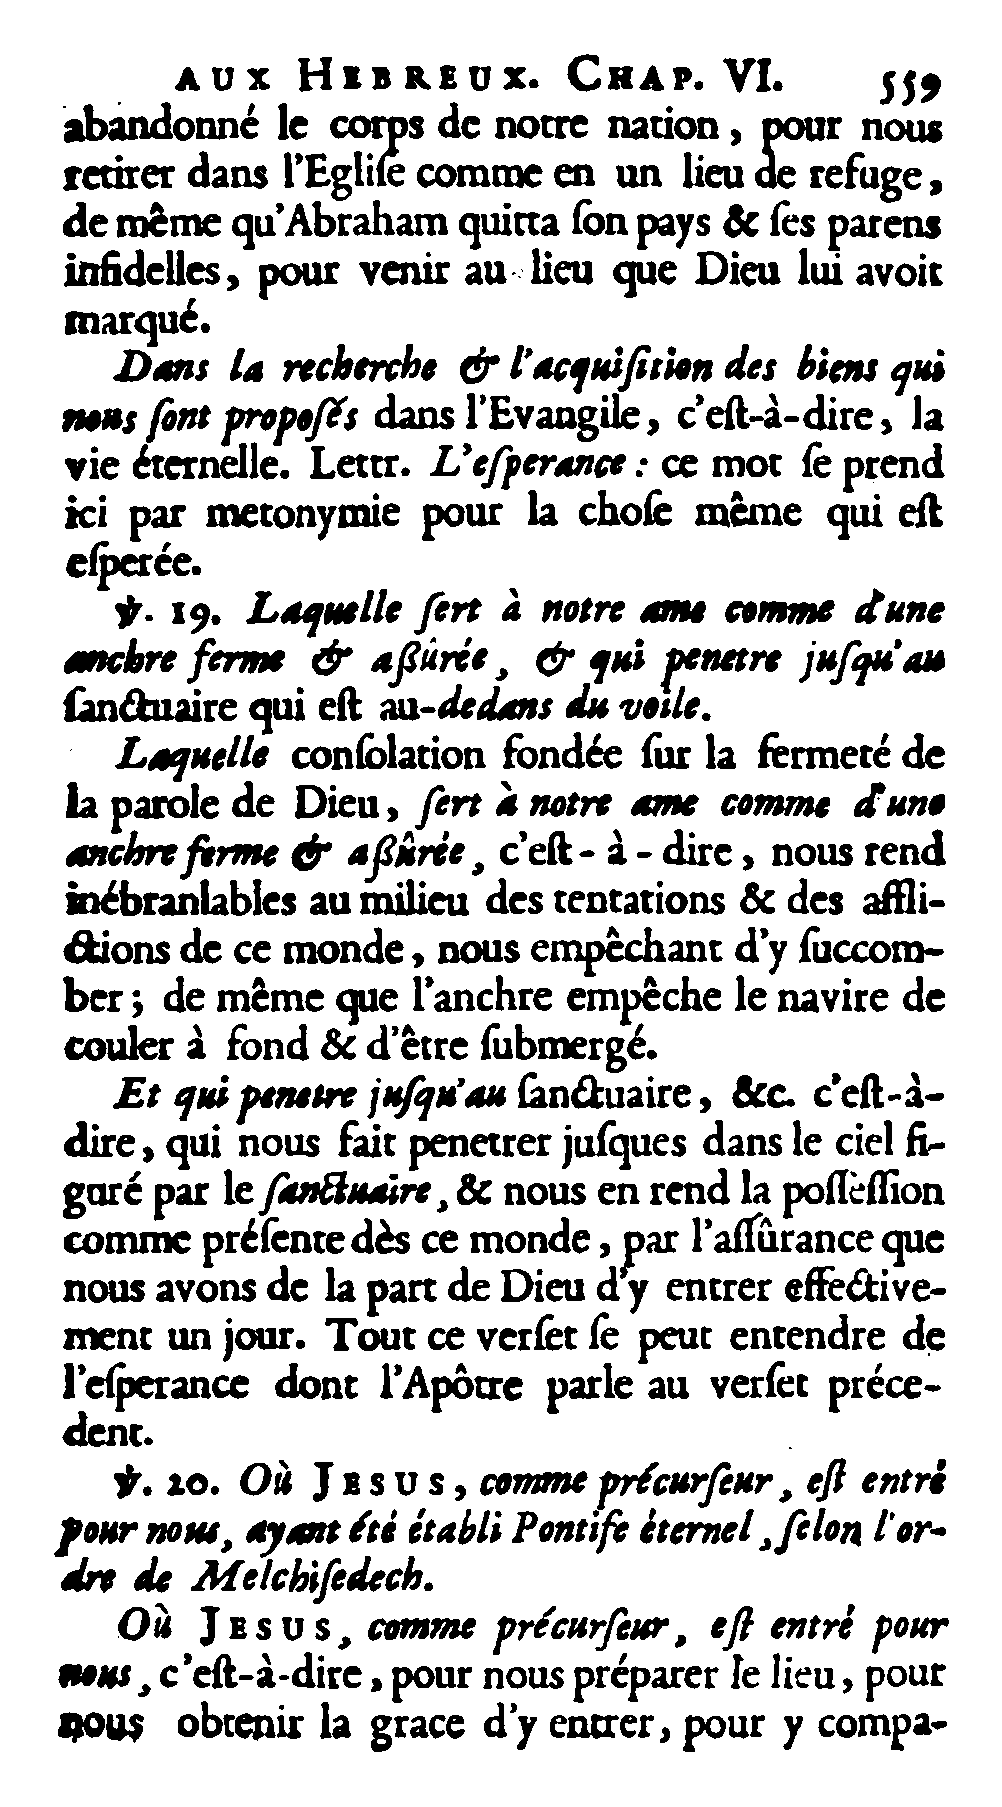 AUX HEBREUX. CHAP. VI. 559
abandonné le corps de notre nation, pour nous
retirer dans l'Egliſe comme en un lieu de refuge,
de même qu'Abraham quitta ſon pays & ſes parens
infidelles, pour venir au lieu que Dieu lui avoit
marqué.
Dans la recherche & l'acquiſition des biens qui
nous ſont propoſés dans l'Evangile, c'eſt-à-dire, la
vie éternelle. Lettr. L'eſperance : ce mot ſe prend
ici par metonymie pour la choſe même qui eſt
eſperée.
℣. 19. Laquelle ſert à notre ame comme d'une
anchre ferme & aßûrée, & qui penetre juſqu'au
ſanctuaire qui eſt au-dedans du voile.
Laquelle conſolation fondée ſur la fermeté de
la parole de Dieu, ſert à notre ame comme d'une
anchre ferme & aßûrée, c'eſt-à-dire, nous rend
inébranlables au milieu des tentations & des affli-
ctions de ce monde, nous empêchant d'y ſuccom-
ber; de même que l'anchre empêche le navire de
couler à fond & d'être ſubmergé.
Et qui penetre juſqu'au ſanctuaire, &c. c'eſt-à-
dire, qui nous fait penetrer juſques dans le ciel fi-
guré par le ſanctuaire, & nous en rend la poſſeſſion
comme préſente dès ce monde, par l'aſſûrance que
nous avons de la part de Dieu d'y entrer effective-
ment un jour. Tout ce verſet ſe peut entendre de
l'eſperance dont l'Apôtre parle au verſet préce-
dent.
℣. 20. Où JESUS, comme précurſeur, eſt entré
pour nous, ayant été établi Pontife éternel, ſelon l'or-
dre de Melchiſedech.
Où JESUS, comme précurſeur, eſt entré pour
nous, c'eſt-à-dire, pour nous préparer le lieu, pour
nous obtenir la grace d'y entrer, pour y compa-